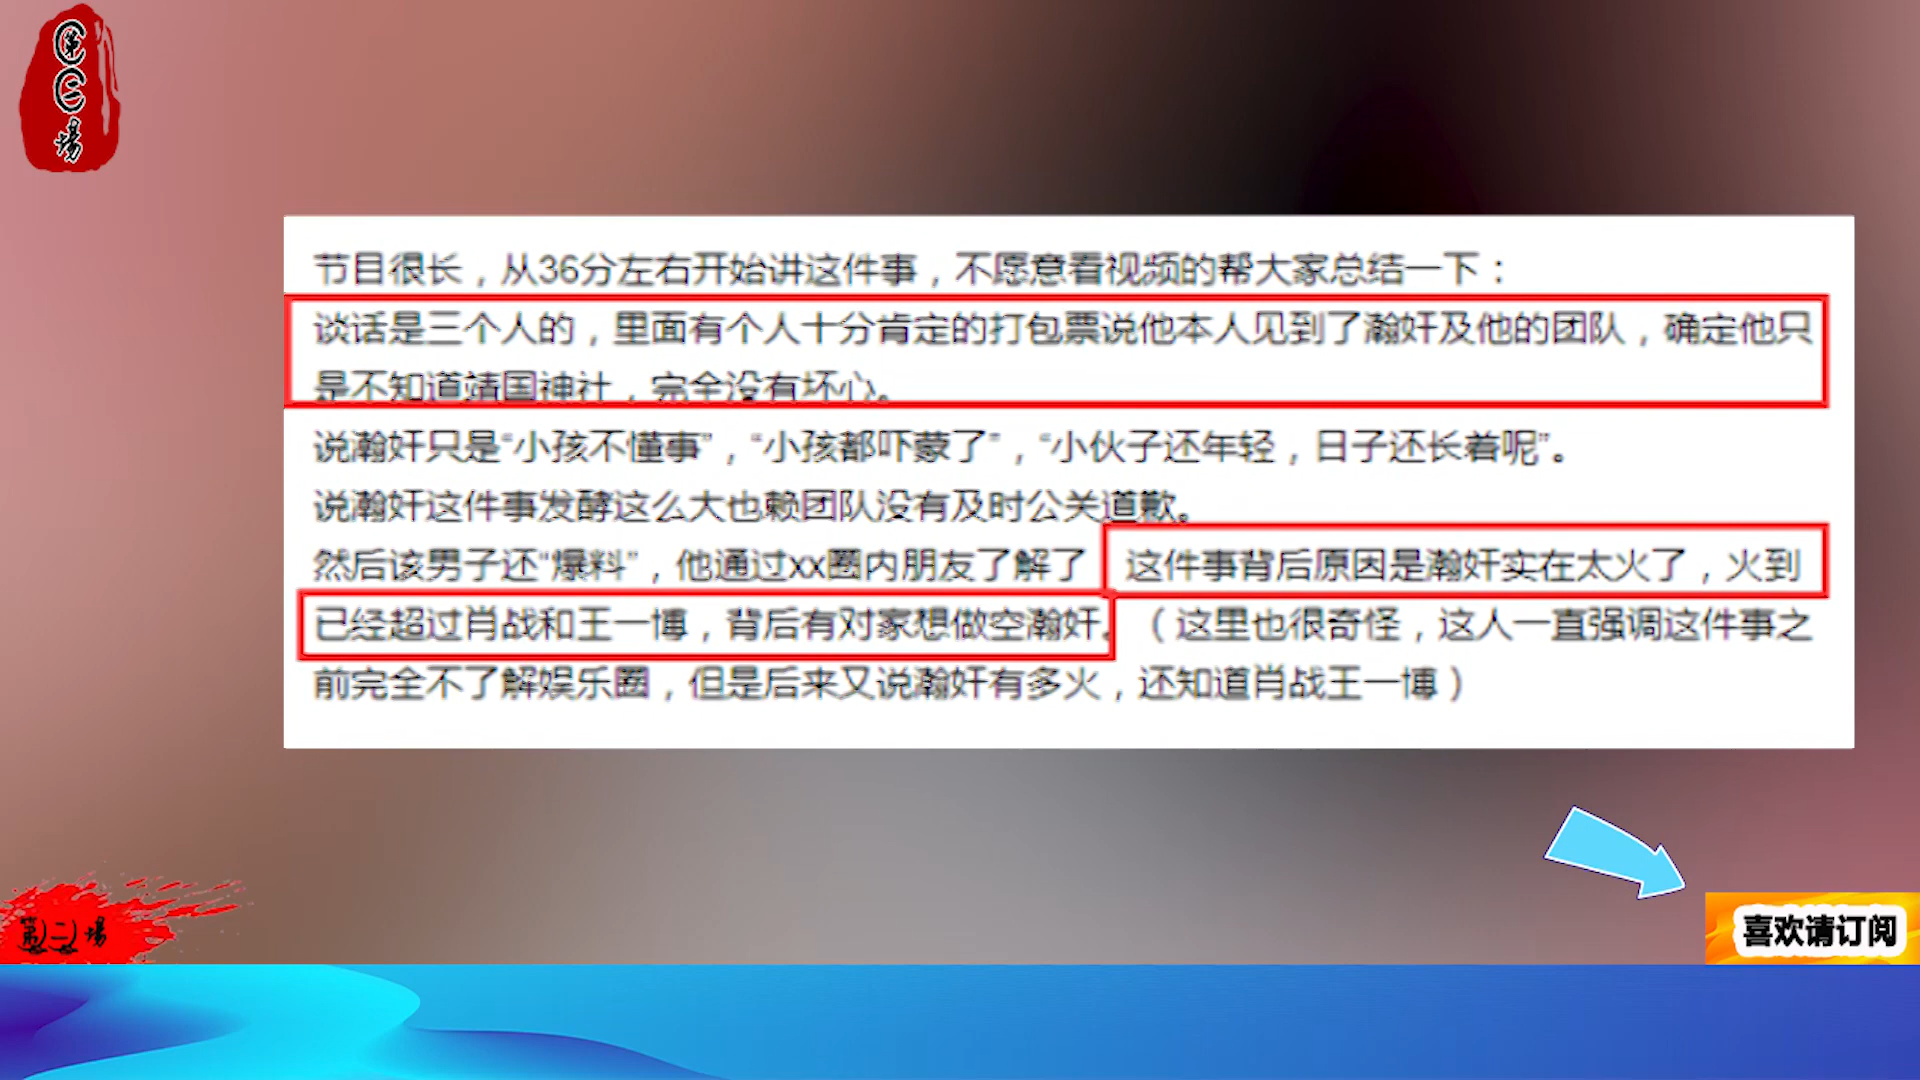 第二場
节目很长，从36分左右开始讲这件事，不愿意看视频的帮大家总结一下：
谈话是三个人的，里面有个人十分肯定的打包票说他本人见到了瀚奸及他的团队，确定他只
是不知道靖国神社，完全没有坏心。
说瀚奸只是“小孩不懂事”，“小孩都吓蒙了”，“小伙子还年轻，日子还长着呢”。
说瀚奸这件事发酵这么大也赖团队没有及时公关道歉。
然后该男子还“爆料”，他通过xx圈内朋友了解了 这件事背后原因是瀚奸实在太火了，火到
已经超过肖战和王一博，背后有对家想做空瀚奸。（这里也很奇怪，这人一直强调这件事之
前完全不了解娱乐圈，但是后来又说瀚奸有多火，还知道肖战王一博）
第二場
喜欢请订阅